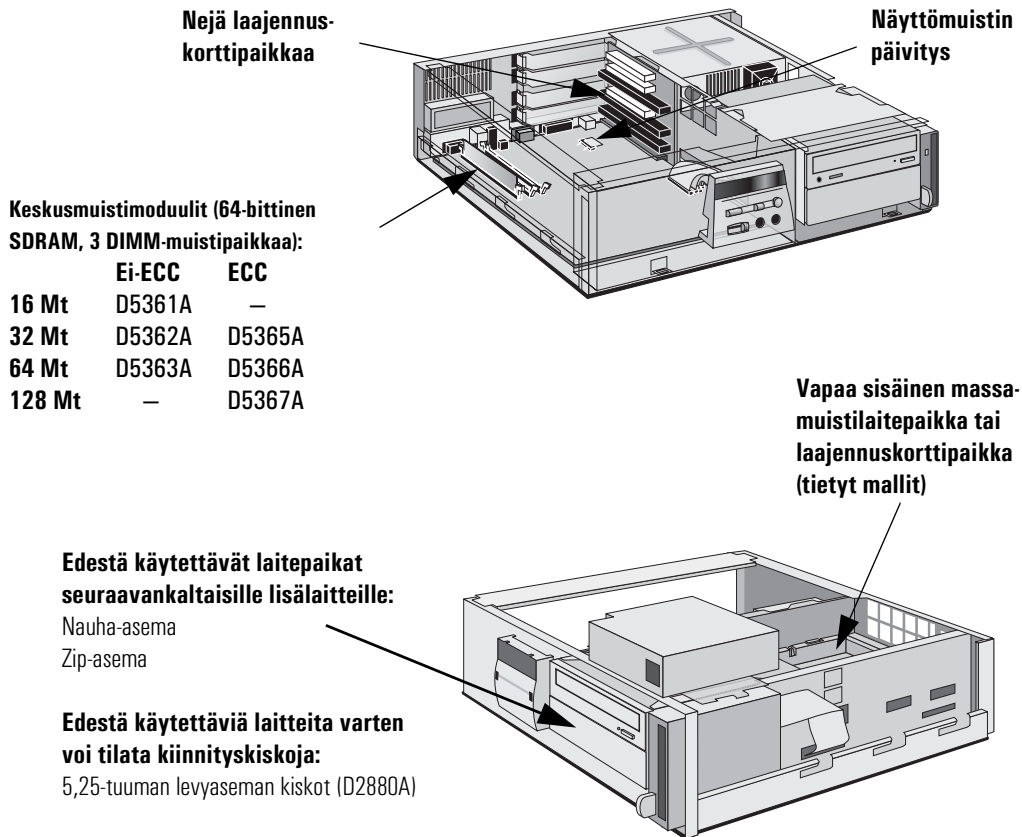 Nejä laajennus-
korttipaikkaa
Näyttömuistin
päivitys
Keskusmuistimoduulit (64-bittinen
SDRAM, 3 DIMM-muistipaikkaa):
Ei-ECC ECC
16 Mt D5361A –
32 Mt D5362A D5365A
64 Mt D5363A D5366A
128 Mt – D5367A
Vapaa sisäinen massa-
muistilaitepaikka tai
laajennuskorttipaikka
(tietyt mallit)
Edestä käytettävät laitepaikat
seuraavankaltaisille lisälaitteille:
Nauha-asema
Zip-asema
Edestä käytettäviä laitteita varten
voi tilata kiinnityskiskoja:
5,25-tuuman levyaseman kiskot (D2880A)